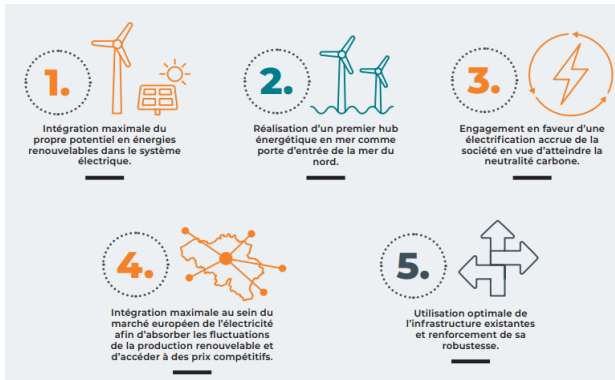 1.
Intégration maximale du
propre potentiel en énergies
renouvelables dans le système
électrique.
2.
Réalisation d'un premier hub
énergétique en mer comme
porte d'entrée de la mer du
nord.
3.
Engagement en faveur d'une
électrification accrue de la
société en vue d'atteindre la
neutralité carbone.
4.
Intégration maximale au sein du
marché européen de l'électricité
afin d'absorber les fluctuations
de la production renouvelable et
d'accéder à des prix compétitifs.
5.
Utilisation optimale de
l'infrastructure existantes
et renforcement de sa
robustesse.